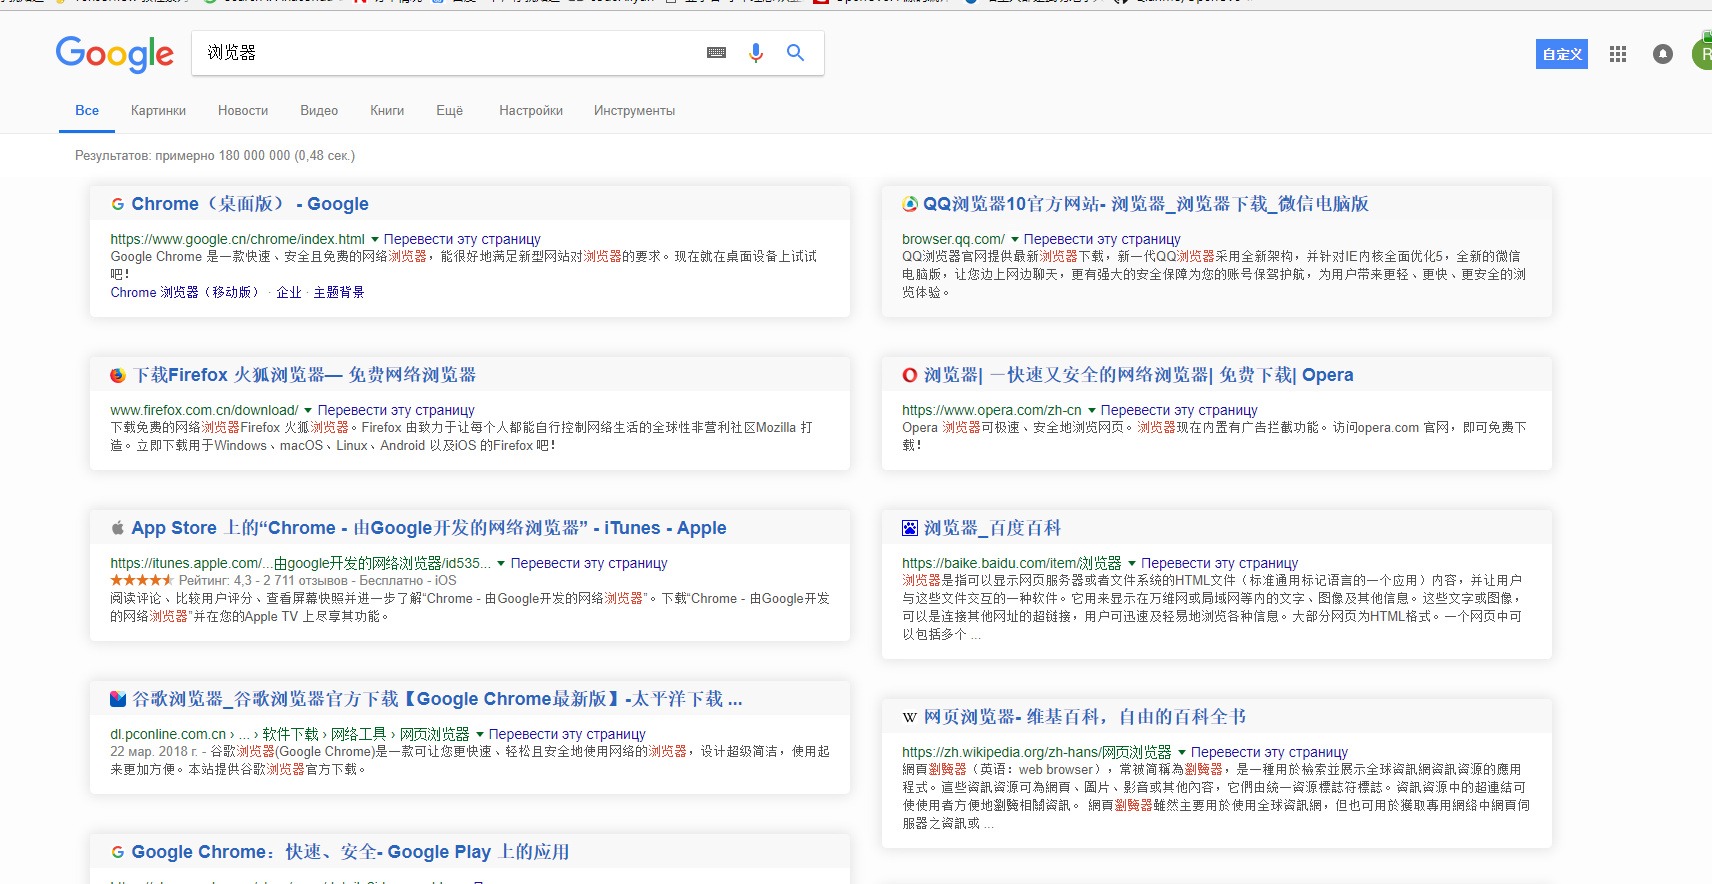 Google
浏览器
自定义
R
Все Картинки Новости Видео Книги Ещё Настройки Инструменты
Результатов: примерно 180 000 000 (0,48 сек.)
Chrome（桌面版） - Google
https://www.google.cn/chrome/index.html ▼ Перевести эту страницу
Google Chrome 是一款快速、安全且免费的网络浏览器，能很好地满足新型网站对浏览器的要求。现在就在桌面设备上试试
吧！
Chrome 浏览器（移动版） · 企业 · 主题背景
下载Firefox 火狐浏览器— 免费网络浏览器
www.firefox.com.cn/download/ ▼ Перевести эту страницу
下载免费的网络浏览器Firefox 火狐浏览器。Firefox 由致力于让每个人都能自行控制网络生活的全球性非营利社区Mozilla 打
造。立即下载用于Windows、macOS、Linux、Android 以及iOS 的Firefox 吧！
App Store 上的“Chrome - 由Google开发的网络浏览器” - iTunes - Apple
https://itunes.apple.com/...由google开发的网络浏览器/id535... ▼ Перевести эту страницу
Рейтинг: 4,3 - 2 711 отзывов - Бесплатно - iOS
阅读评论、比较用户评分、查看屏幕快照并进一步了解“Chrome - 由Google开发的网络浏览器”。下载“Chrome - 由Google开发
的网络浏览器”并在您的Apple TV 上尽享其功能。
谷歌浏览器_谷歌浏览器官方下载【Google Chrome最新版】-太平洋下载 ...
dl.pconline.com.cn › ... › 软件下载 › 网络工具 › 网页浏览器 ▼ Перевести эту страницу
22 мар. 2018 г. - 谷歌浏览器(Google Chrome)是一款可让您更快速、轻松且安全地使用网络的浏览器，设计超级简洁，使用起
来更加方便。本站提供谷歌浏览器官方下载。
Google Chrome：快速、安全- Google Play 上的应用
QQ浏览器10官方网站- 浏览器_浏览器下载_微信电脑版
browser.qq.com/ ▼ Перевести эту страницу
QQ浏览器官网提供最新浏览器下载，新一代QQ浏览器采用全新架构，并针对IE内核全面优化5，全新的微信
电脑版，让您边上网边聊天，更有强大的安全保障为您的账号保驾护航，为用户带来更轻、更快、更安全的浏
览体验。
浏览器| 一快速又安全的网络浏览器| 免费下载| Opera
https://www.opera.com/zh-cn ▼ Перевести эту страницу
Opera 浏览器可极速、安全地浏览网页。浏览器现在内置有广告拦截功能。访问opera.com 官网，即可免费下
载！
浏览器_百度百科
https://baike.baidu.com/item/浏览器 ▼ Перевести эту страницу
浏览器是指可以显示网页服务器或者文件系统的HTML文件（标准通用标记语言的一个应用）内容，并让用户
与这些文件交互的一种软件。它用来显示在万维网或局域网等内的文字、图像及其他信息。这些文字或图像，
可以是连接其他网址的超链接，用户可迅速及轻易地浏览各种信息。大部分网页为HTML格式。一个网页中可
以包括多个 ...
W 网页浏览器- 维基百科，自由的百科全书
https://zh.wikipedia.org/zh-hans/网页浏览器 ▼ Перевести эту страницу
網頁瀏覽器（英语：web browser），常被简稱為瀏覽器，是一種用於檢索並展示全球資訊網資訊資源的應用
程式。這些資訊資源可為網頁、圖片、影音或其他內容，它們由統一資源標誌符標誌。資訊資源中的超連結可
使使用者方便地瀏覽相關資訊。 網頁瀏覽器雖然主要用於使用全球資訊網，但也可用於獲取專用網絡中網頁伺
服器之資訊或 ...